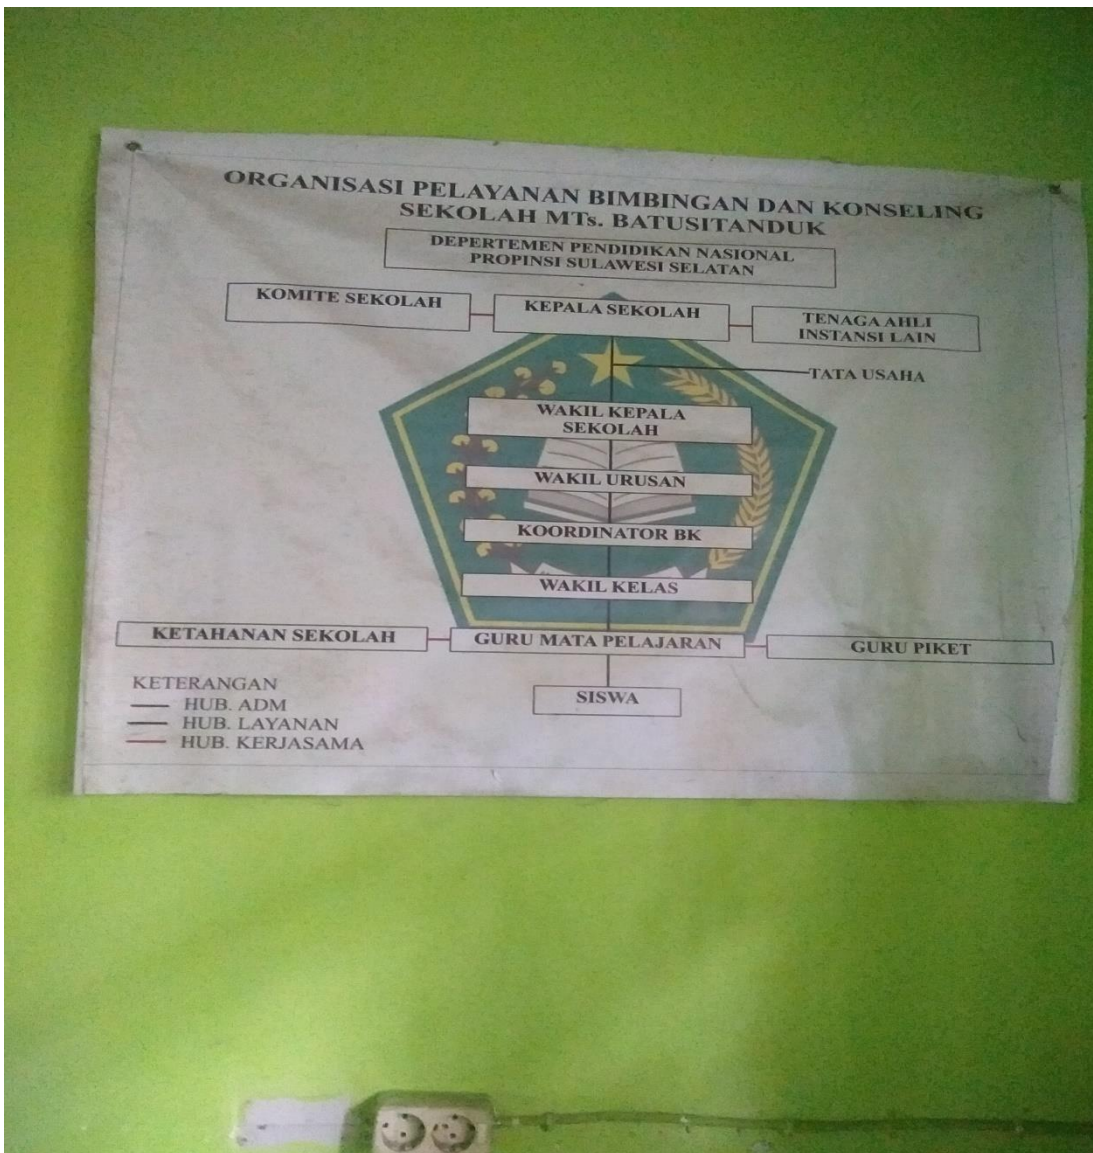 ORGANISASI PELAYANAN BIMBINGAN DAN KONSELING
SEKOLAH MTs. BATUSITANDUK
DEPERTEMEN PENDIDIKAN NASIONAL
PROPINSI SULAWESI SELATAN
KOMITE SEKOLAH
KEPALA SEKOLAH
TENAGA AHLI
INSTANSI LAIN
TATA USAHA
WAKIL KEPALA
SEKOLAH
WAKIL URUSAN
KOORDINATOR BK
WAKIL KELAS
KETAHANAN SEKOLAH
GURU MATA PELAJARAN
GURU PIKET
SISWA
KETERANGAN
HUB. ADM
HUB. LAYANAN
HUB. KERJASAMA